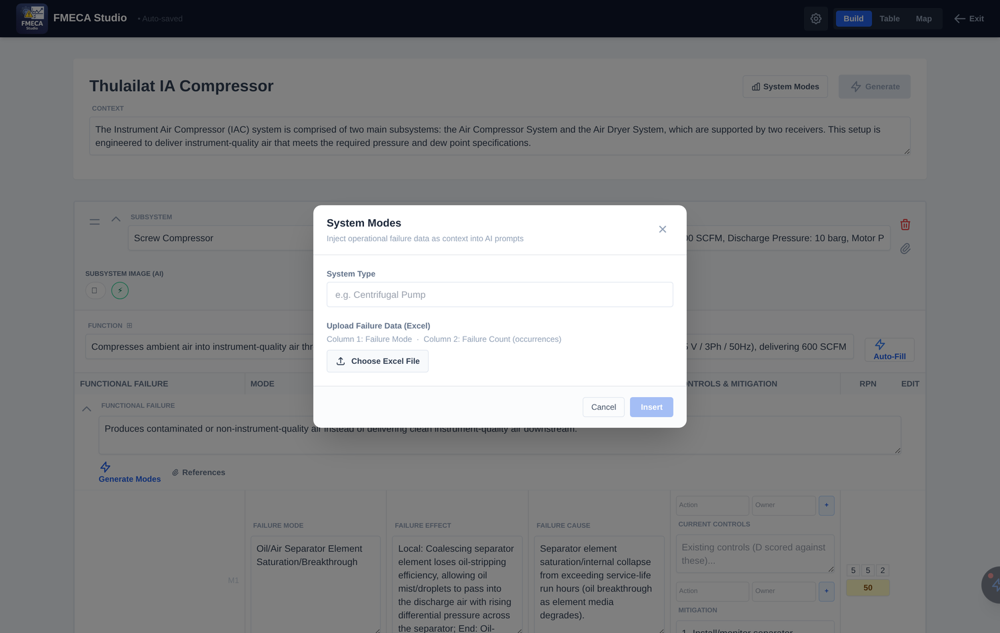 FMECA
Studio
FMECA Studio
• Auto-saved
Build
Table
Map
Exit
Thulailat IA Compressor
System Modes
Generate
CONTEXT
The Instrument Air Compressor (IAC) system is comprised of two main subsystems: the Air Compressor System and the Air Dryer System, which are supported by two receivers. This setup is
engineered to deliver instrument-quality air that meets the required pressure and dew point specifications.
SUBSYSTEM
Screw Compressor
00 SCFM, Discharge Pressure: 10 barg, Motor P
SUBSYSTEM IMAGE (AI)
System Modes
Inject operational failure data as context into AI prompts
System Type
e.g. Centrifugal Pump
Upload Failure Data (Excel)
Column 1: Failure Mode · Column 2: Failure Count (occurrences)
Choose Excel File
Cancel
Insert
FUNCTION
Compresses ambient air into instrument-quality air thr
V / 3Ph / 50Hz), delivering 600 SCFM
Auto-Fill
FUNCTIONAL FAILURE
MODE
NTROLS & MITIGATION
RPN
EDIT
FUNCTIONAL FAILURE
Produces contaminated or non-instrument-quality air instead of delivering clean instrument-quality air downstream.
Generate Modes
References
M1
FAILURE MODE
Oil/Air Separator Element
Saturation/Breakthrough
FAILURE EFFECT
Local: Coalescing separator
element loses oil-stripping
efficiency, allowing oil
mist/droplets to pass into
the discharge air with rising
differential pressure across
the separator; End: Oil-
FAILURE CAUSE
Separator element
saturation/internal collapse
from exceeding service-life
run hours (oil breakthrough
as element media
degrades).
Action
Owner
+
CURRENT CONTROLS
Existing controls (D scored against
these)...
Action
Owner
+
MITIGATION
1. Install/monitor separator
5 5 2
50